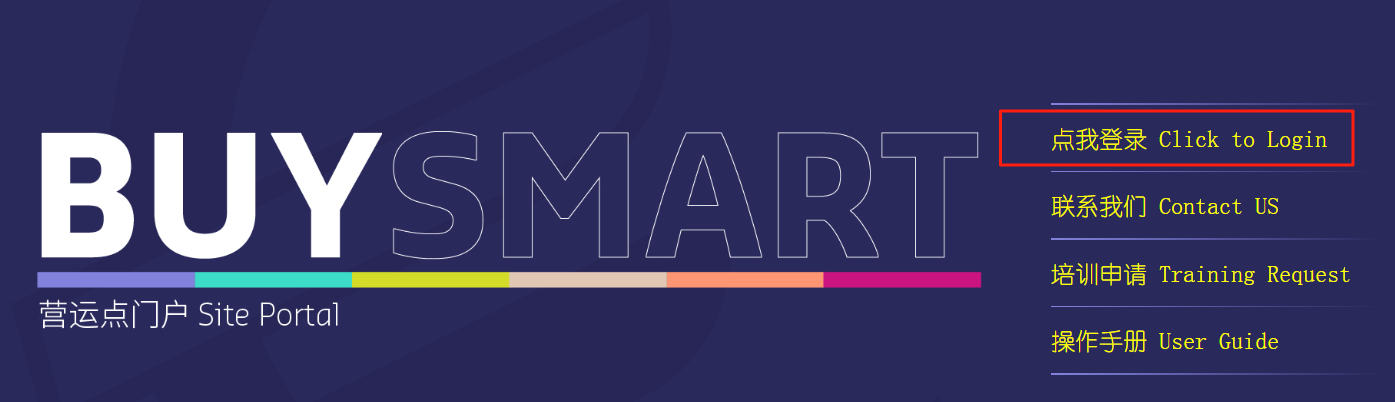 BUYSMART
营运点门户 Site Portal
点我登录 Click to Login
联系我们 Contact US
培训申请 Training Request
操作手册 User Guide